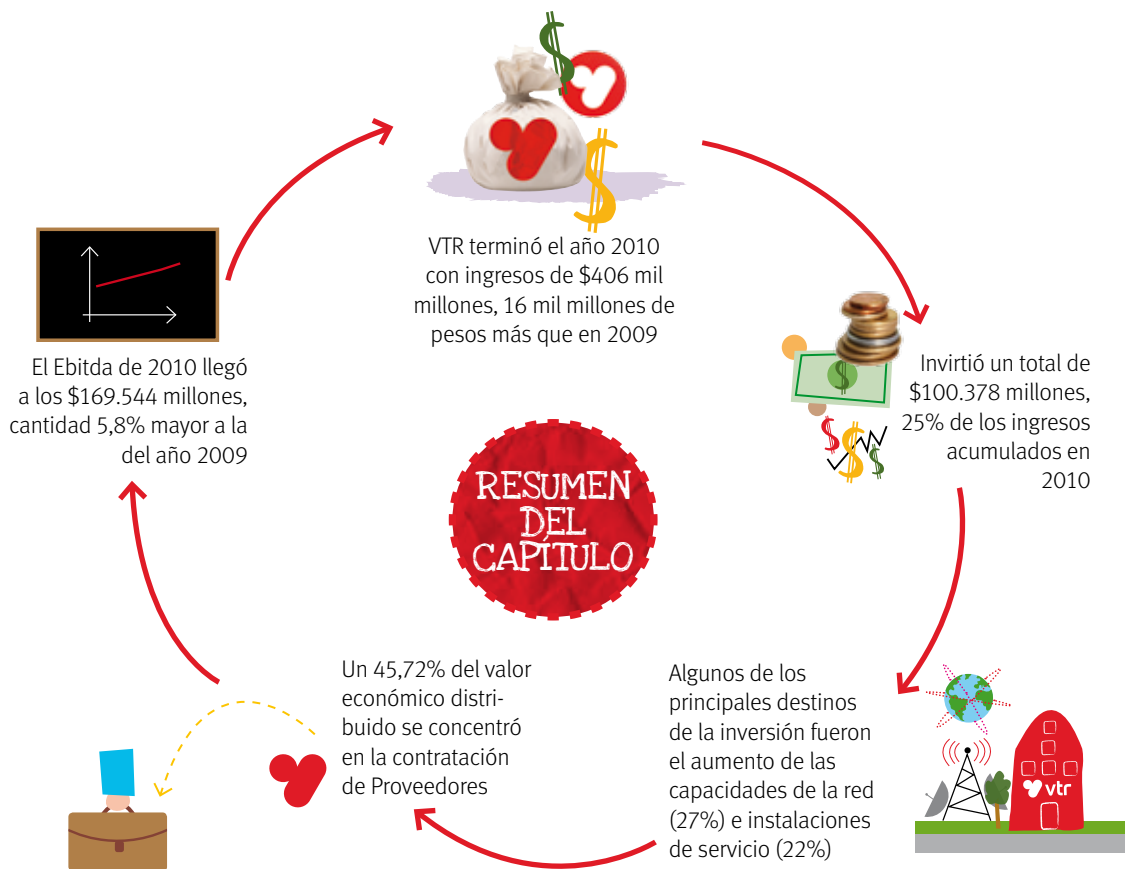 VTR terminó el año 2010
con ingresos de $406 mil
millones, 16 mil millones de
pesos más que en 2009
Invirtió un total de
$100.378 millones,
25% de los ingresos
acumulados en
2010
Algunos de los
principales destinos
de la inversión fueron
el aumento de las
capacidades de la red
(27%) e instalaciones
de servicio (22%)
vtr
Un 45,72% del valor
económico distri-
buido se concentró
en la contratación
de Proveedores
El Ebitda de 2010 llegó
a los $169.544 millones,
cantidad 5,8% mayor a la
del año 2009
RESUMEN
DEL
CAPÍTULO